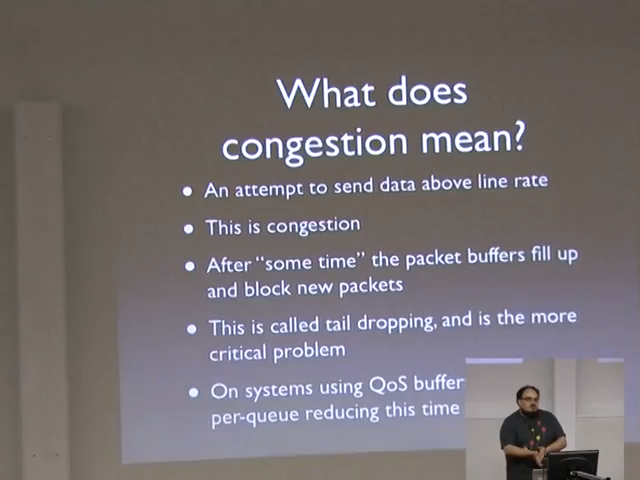 What does
congestion mean?
• An attempt to send data above line rate
• This is congestion
• After "some time" the packet buffers fill up
and block new packets
• This is called tail dropping, and is the more
critical problem
• On systems using QoS buffer
per-queue reducing this time